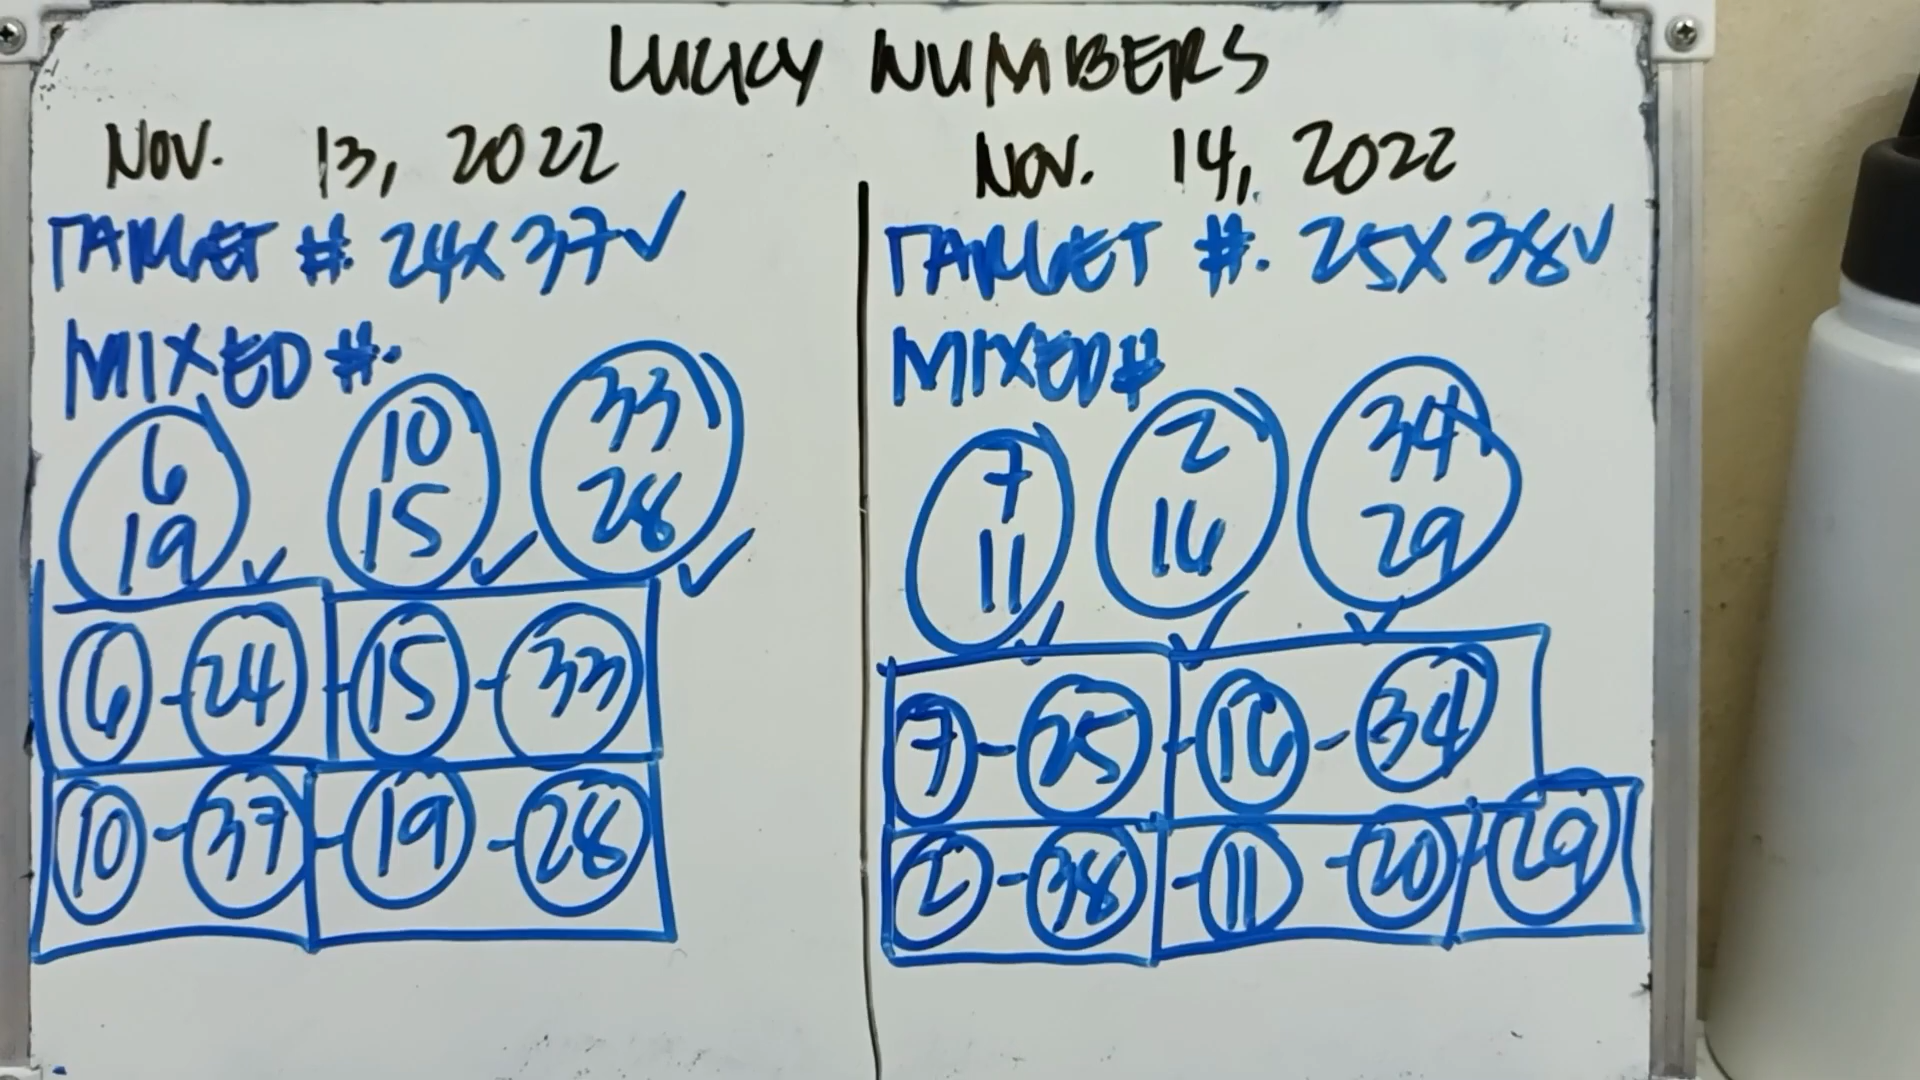 LUCKY NUMBERS
NOV. 13, 2022
TARGET #. 24X37✓
MIXED #.
6 10 33
19 15 28
6 - 24 - 15 - 33
10 - 37 - 19 - 28
NOV. 14, 2022
TARGET #. 25X38✓
MIXED #
7 2 34
11 16 29
7 - 25 - 16 - 34
2 - 38 - 11 - 20 - 29